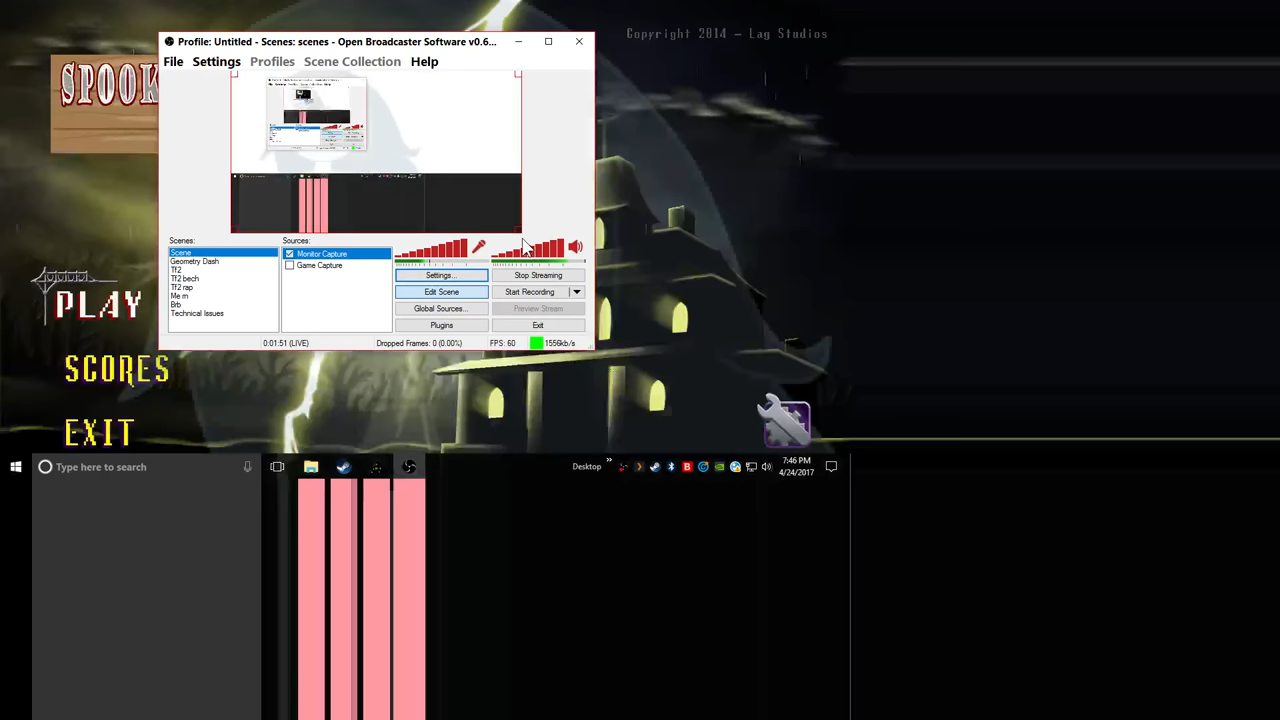 Copyright 2014 – Lag Studios
SPOOK
Profile: Untitled - Scenes: scenes - Open Broadcaster Software v0.6...
File Settings Profiles Scene Collection Help
Scenes:
Scene
Geometry Dash
Tf2
Tf2 bech
Tf2 rap
Me m
Brb
Technical Issues
Sources:
Monitor Capture
Game Capture
Settings...
Stop Streaming
Edit Scene
Start Recording
Global Sources...
Preview Stream
Plugins
Exit
0:01:51 (LIVE)
Dropped Frames: 0 (0.00%)
FPS: 60
1556kb/s
PLAY
SCORES
EXIT
Type here to search
Desktop
B
7:46 PM
4/24/2017